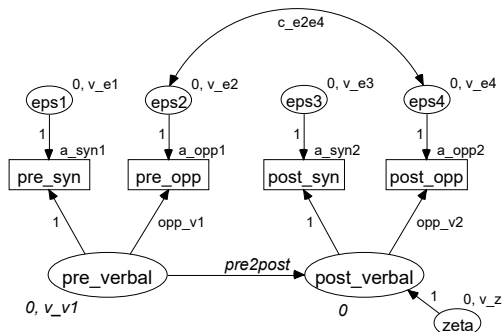 c_e2e4
0, v_e1 0, v_e2 0, v_e3 0, v_e4
eps1 eps2 eps3 eps4
1 1 1 1
a_syn1 a_opp1 a_syn2 a_opp2
pre_syn pre_opp post_syn post_opp
1 opp_v1 1 opp_v2
pre2post
pre_verbal post_verbal
0, v_v1 0 1 0, v_z
zeta